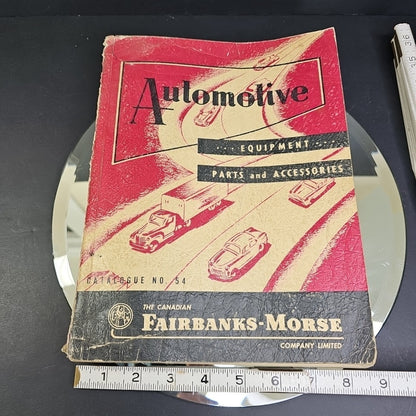 Automotive
... EQUIPMENT ...
PARTS and ACCESSORIES
CATALOGUE NO. 54
THE CANADIAN
FAIRBANKS-MORSE
COMPANY LIMITED
1 2 3 4 5 6 7 8 9